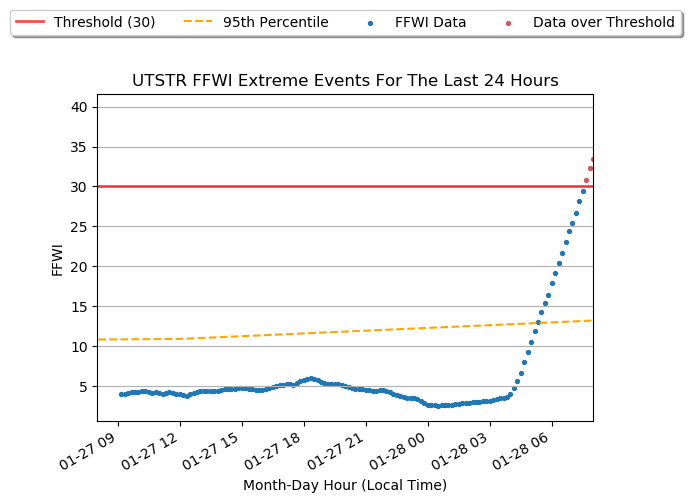 Threshold (30) 95th Percentile FFWI Data Data over Threshold
UTSTR FFWI Extreme Events For The Last 24 Hours
40
35
30
25
20
15
10
5
FFWI
01-27 09 01-27 12 01-27 15 01-27 18 01-27 21 01-28 00 01-28 03 01-28 06
Month-Day Hour (Local Time)